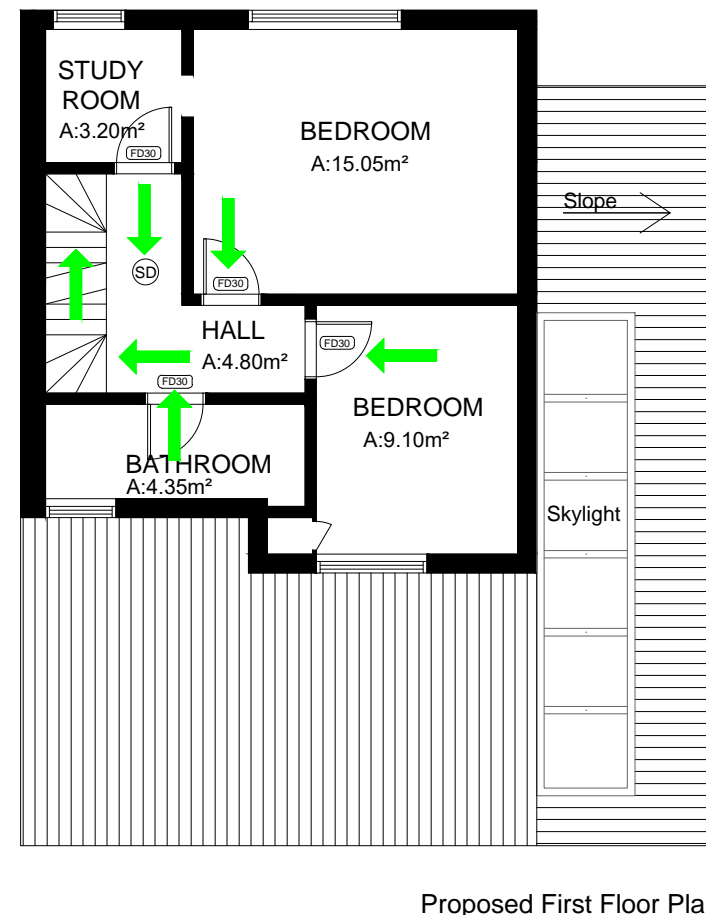 STUDY
ROOM
A:3.20m²
FD30
BEDROOM
A:15.05m²
Slope
SD
FD30
HALL
A:4.80m²
FD30
FD30
BEDROOM
A:9.10m²
BATHROOM
A:4.35m²
Skylight
Proposed First Floor Pla